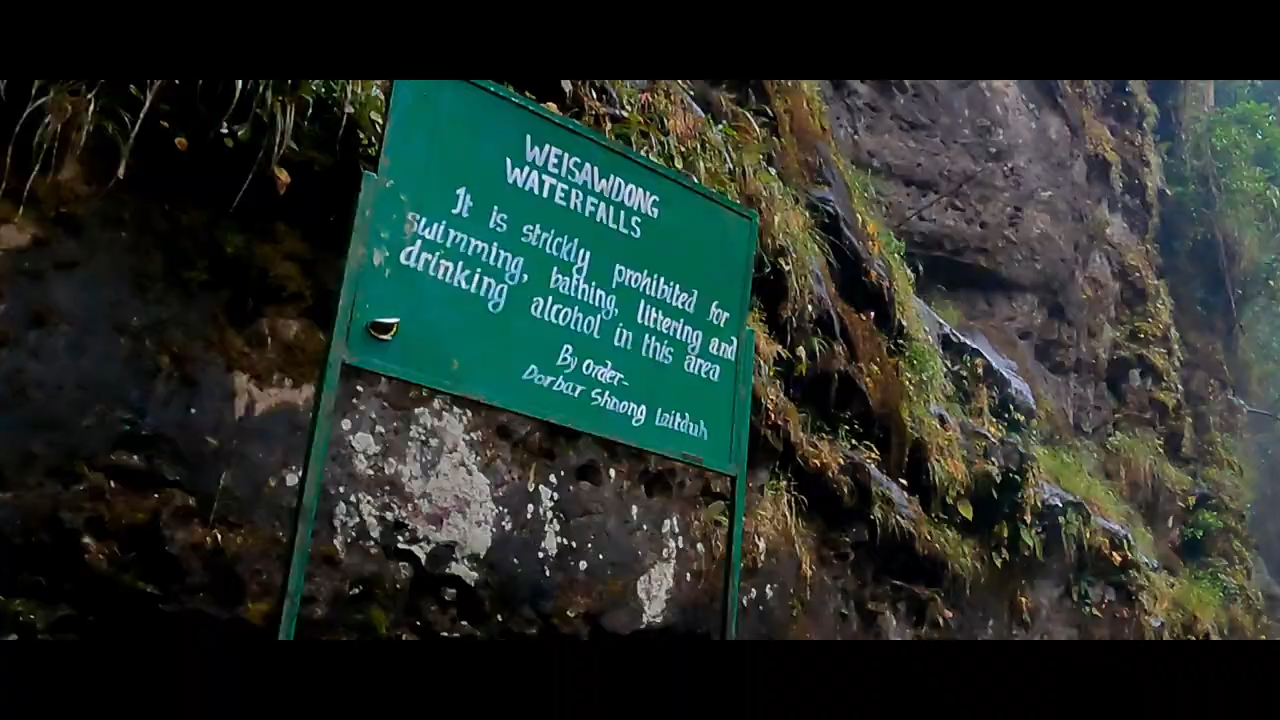 WEISAWDONG
WATERFALLS
It is strickly prohibited for
swimming, bathing, littering and
drinking alcohol in this area
By order-
Dorbar Shnong Laitduh